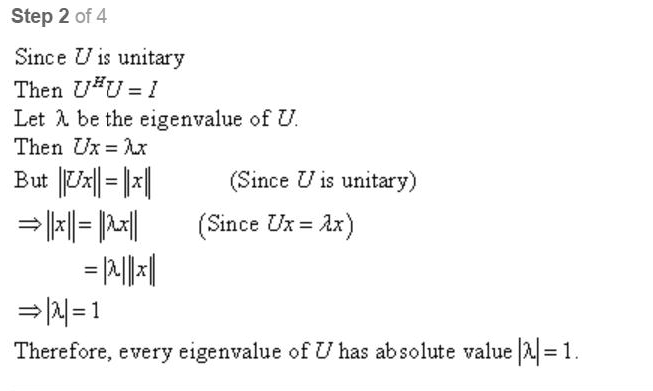 Step 2 of 4
Since U is unitary
Then UᴴU = I
Let λ be the eigenvalue of U.
Then Ux = λx
But ‖Ux‖ = ‖x‖ (Since U is unitary)
⇒‖x‖ = ‖λx‖ (Since Ux = λx)
= |λ|‖x‖
⇒|λ| = 1
Therefore, every eigenvalue of U has absolute value |λ| = 1.